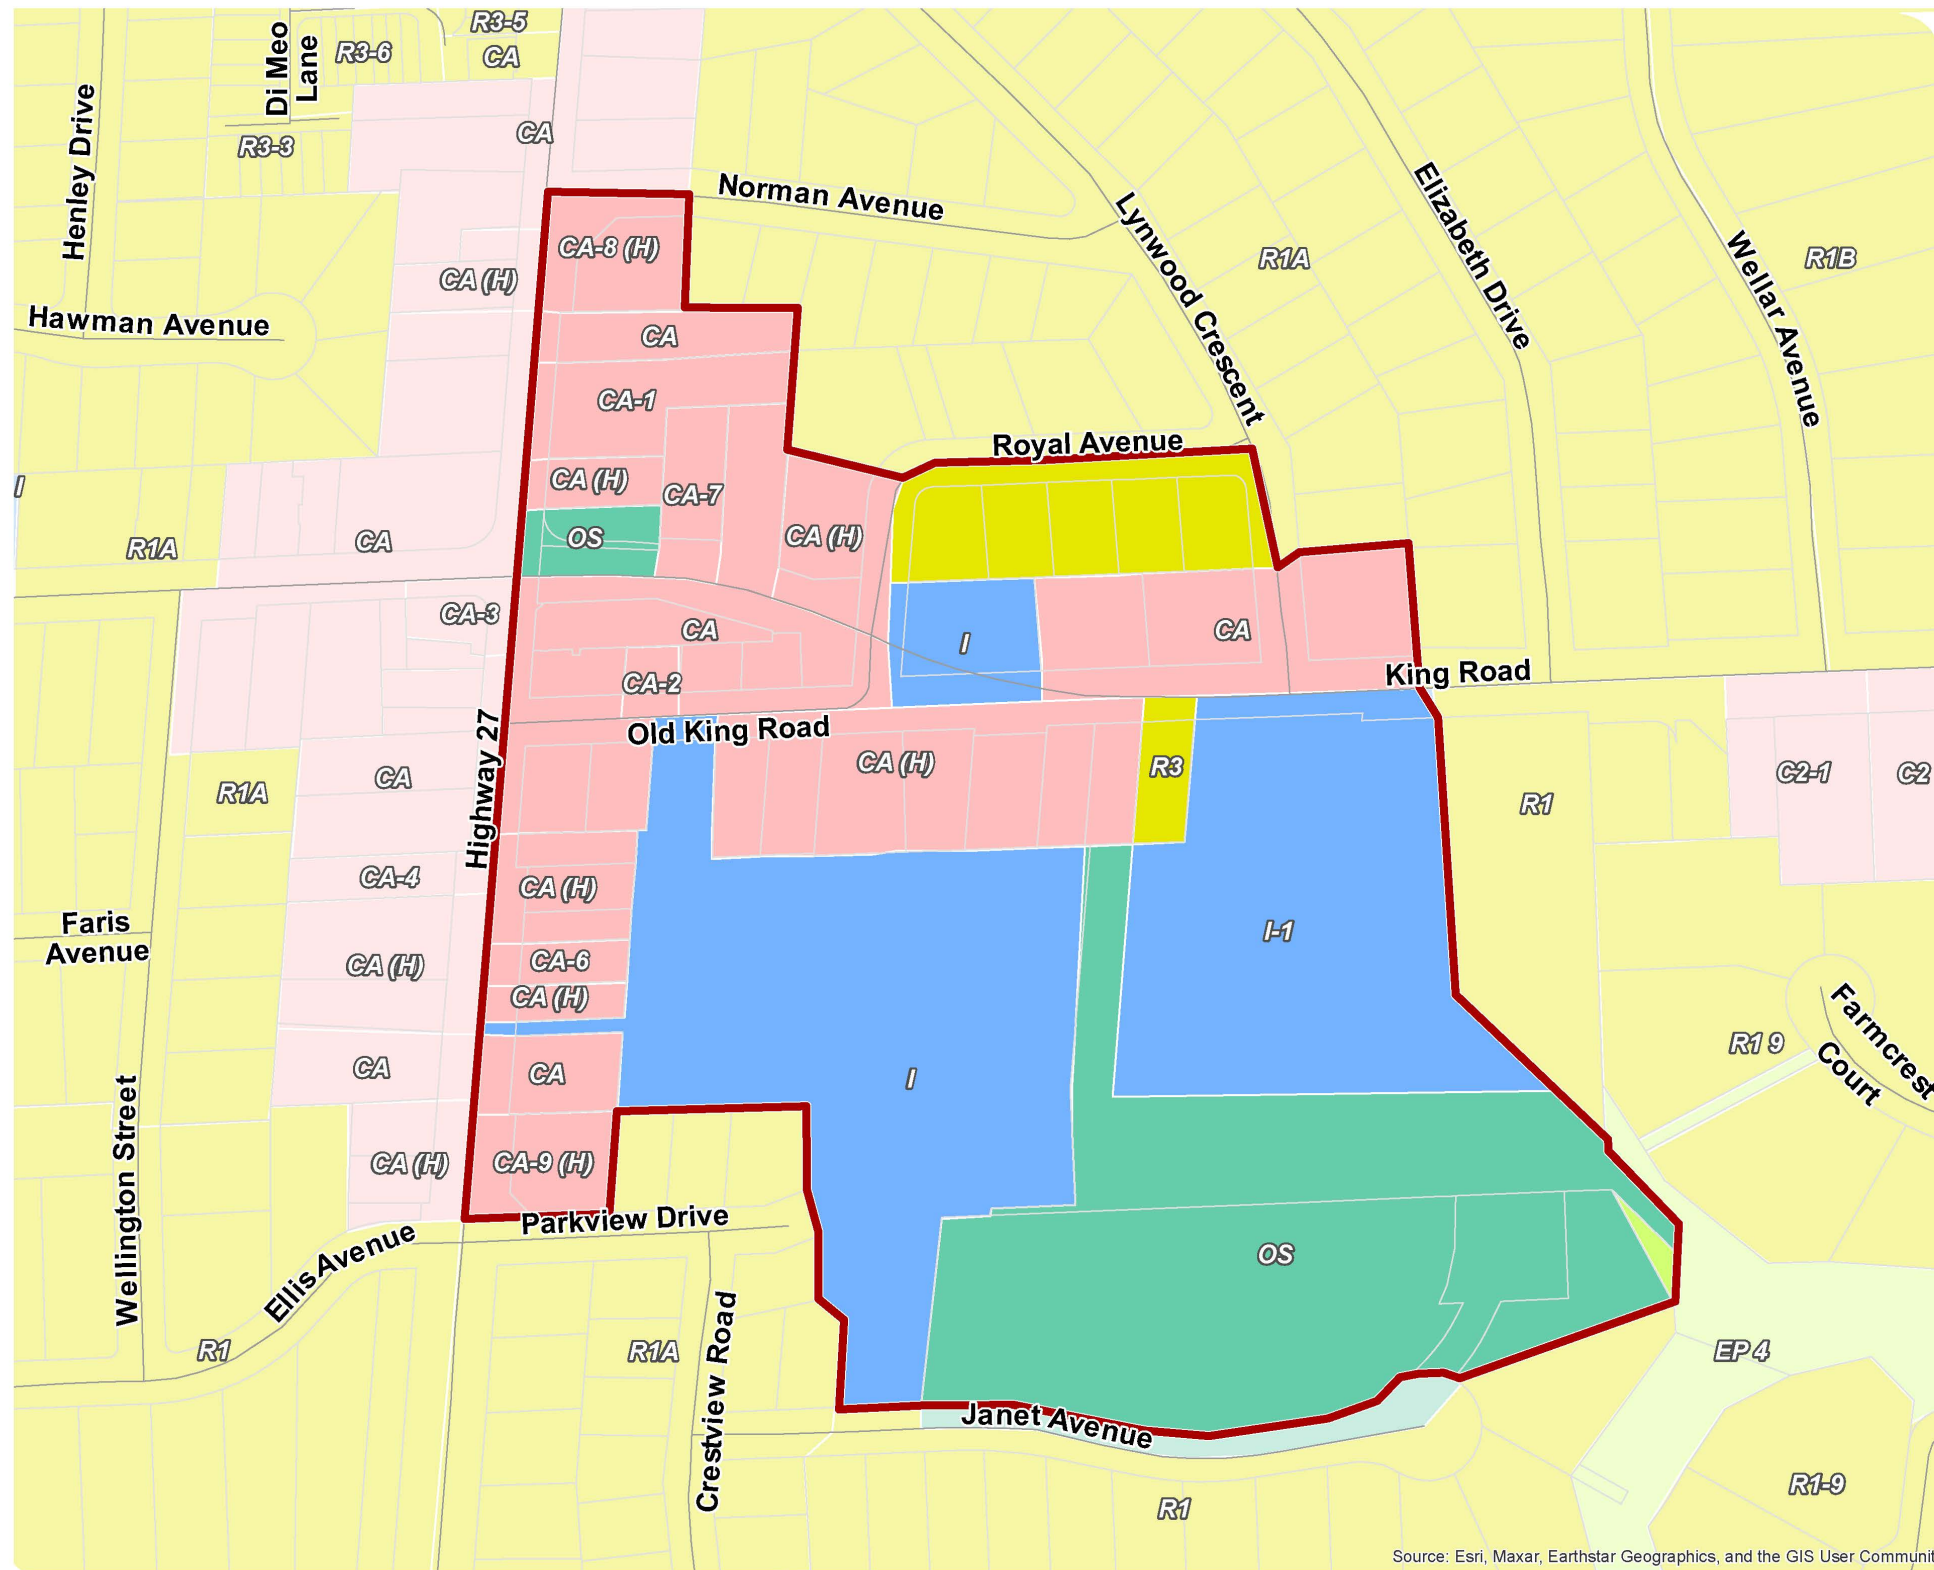 R3-5
R3-6
CA
Di Meo
Lane
Henley Drive
R3-3
CA
Norman Avenue
Lynwood Crescent
Elizabeth Drive
Wellar Avenue
R1A
R1B
CA-8 (H)
CA (H)
Hawman Avenue
CA
CA-1
Royal Avenue
CA (H)
CA-7
I
OS
CA (H)
R1A
CA
CA-3
CA
I
CA
CA-2
King Road
Old King Road
Highway 27
CA (H)
R3
CA
R1A
C2-1
C2
R1
CA-4
CA (H)
Faris
Avenue
I-1
CA-6
CA (H)
CA (H)
Farmcrest
Court
R1 9
CA
CA
I
Wellington Street
CA (H)
CA-9 (H)
Parkview Drive
Ellis Avenue
OS
R1
R1A
Crestview Road
EP 4
Janet Avenue
R1
R1-9
Source: Esri, Maxar, Earthstar Geographics, and the GIS User Communit